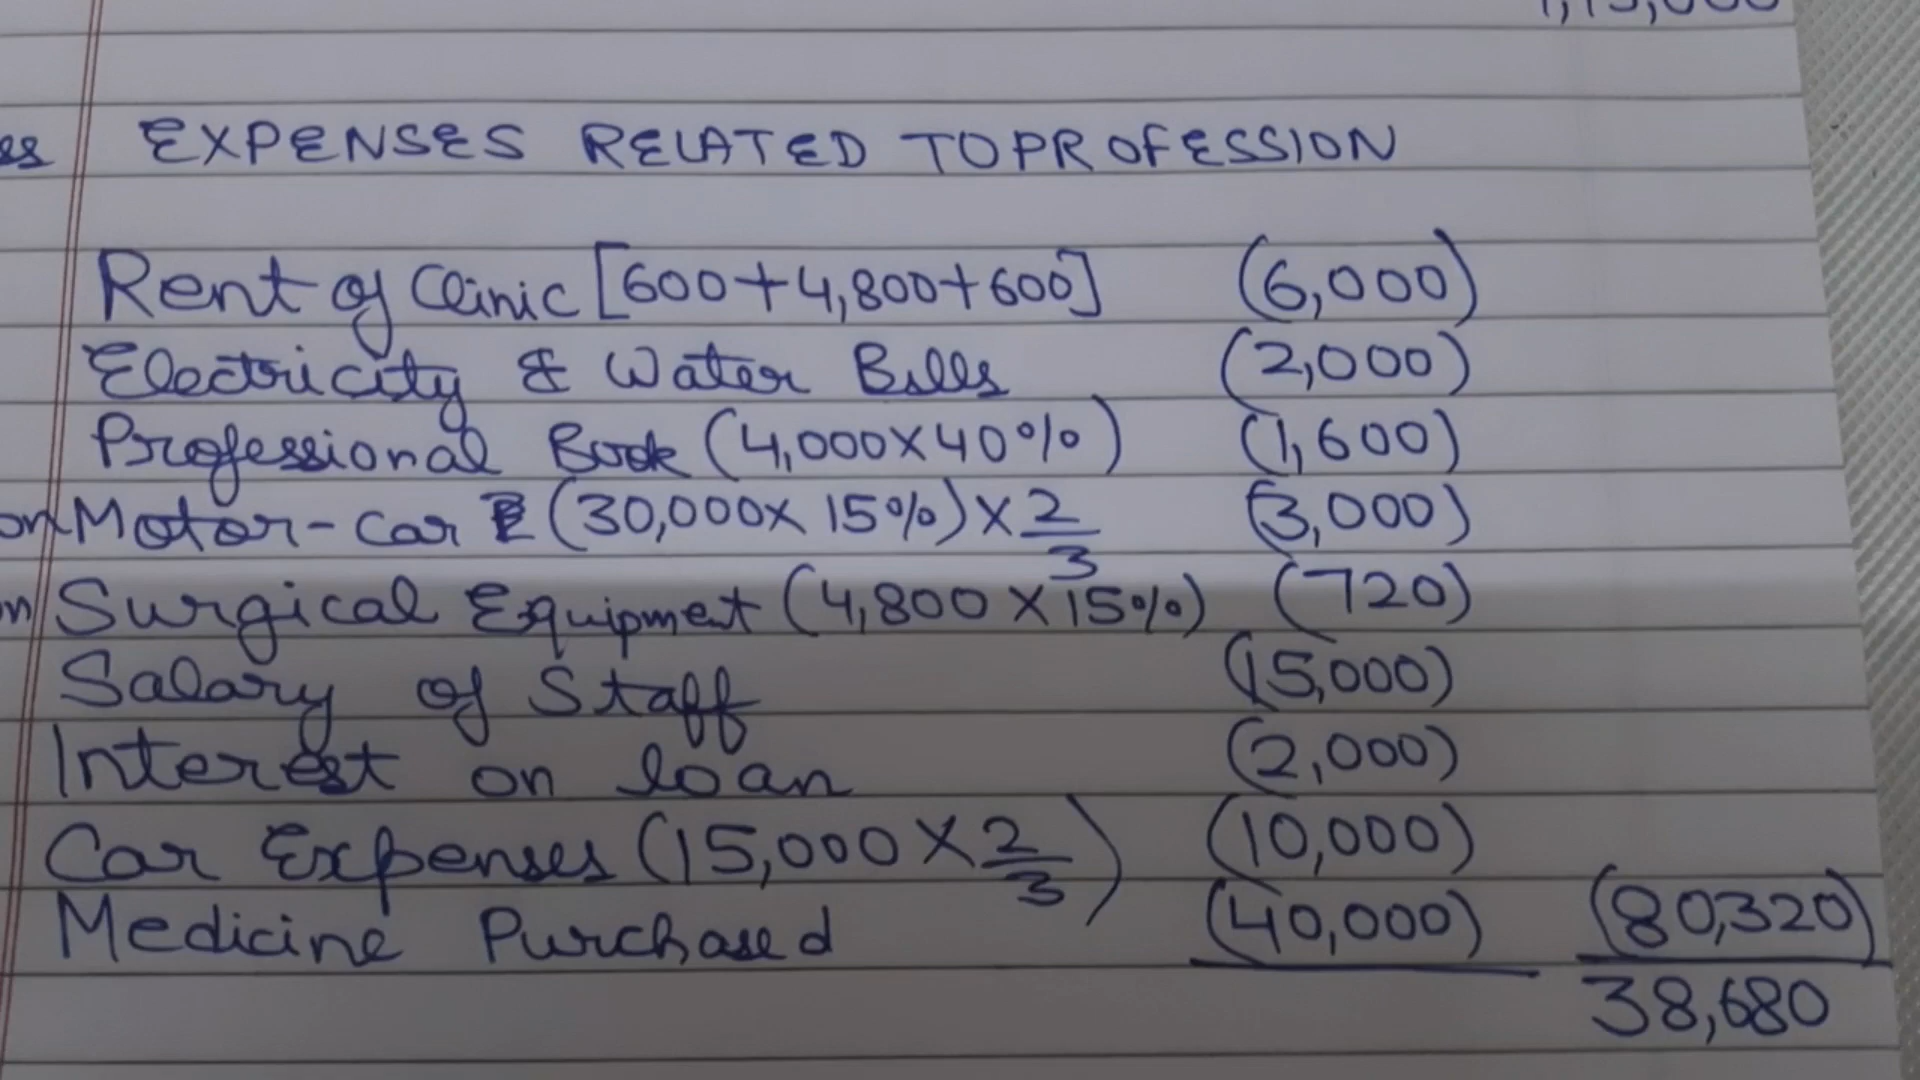 EXPENSES RELATED TO PROFESSION
Rent of Clinic [600+4,800+600] (6,000)
Electricity & Water Bills (2,000)
Professional Book (4,000×40%) (1,600)
Motor-car (30,000×15%)×2/3 (3,000)
Surgical Equipment (4,800×15%) (720)
Salary of Staff (15,000)
Interest on loan (2,000)
Car Expenses (15,000×2/3) (10,000)
Medicine Purchased (40,000) (80,320)
38,680